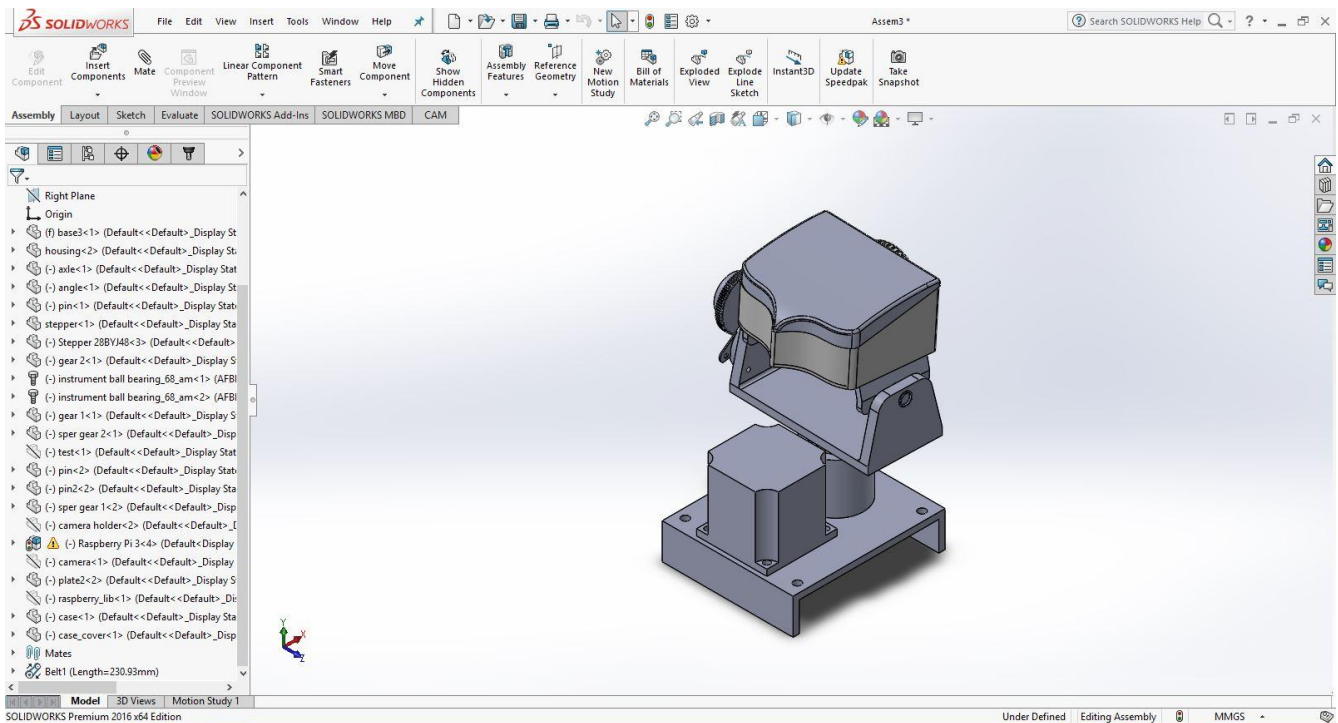 SOLIDWORKS File Edit View Insert Tools Window Help Assem3 * Search SOLIDWORKS Help ?
Edit Component
Insert Components
Mate
Component Preview Window
Linear Component Pattern
Smart Fasteners
Move Component
Show Hidden Components
Assembly Features
Reference Geometry
New Motion Study
Bill of Materials
Exploded View
Explode Line Sketch
Instant3D
Update Speedpak
Take Snapshot
Assembly Layout Sketch Evaluate SOLIDWORKS Add-Ins SOLIDWORKS MBD CAM
Right Plane
Origin
(f) base3<1> (Default<<Default>_Display St
housing<2> (Default<<Default>_Display Sta
(-) axle<1> (Default<<Default>_Display Stat
(-) angle<1> (Default<<Default>_Display St
(-) pin<1> (Default<<Default>_Display State
stepper<1> (Default<<Default>_Display Sta
(-) Stepper 28BYJ48<3> (Default<<Default>
(-) gear 2<1> (Default<<Default>_Display S
(-) instrument ball bearing_68_am<1> (AFBI
(-) instrument ball bearing_68_am<2> (AFBI
(-) gear 1<1> (Default<<Default>_Display S
(-) sper gear 2<1> (Default<<Default>_Disp
(-) test<1> (Default<<Default>_Display Stat
(-) pin<2> (Default<<Default>_Display State
(-) pin2<2> (Default<<Default>_Display Sta
(-) sper gear 1<2> (Default<<Default>_Disp
(-) camera holder<2> (Default<<Default>_D
(-) Raspberry Pi 3<4> (Default<Display
(-) camera<1> (Default<<Default>_Display
(-) plate2<2> (Default<<Default>_Display S
(-) raspberry_lib<1> (Default<<Default>_Dis
(-) case<1> (Default<<Default>_Display Sta
(-) case_cover<1> (Default<<Default>_Disp
Mates
Belt1 (Length=230.93mm)
Y
X
Z
Model 3D Views Motion Study 1
SOLIDWORKS Premium 2016 x64 Edition Under Defined Editing Assembly MMGS